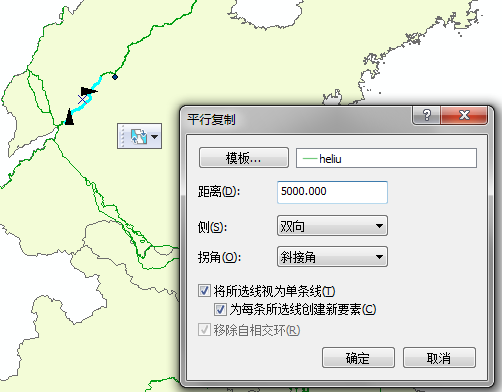 平行复制
模板...
heliu
距离(D):
5000.000
侧(S):
双向
拐角(O):
斜接角
将所选线视为单条线(T)
为每条所选线创建新要素(C)
移除自相交环(R)
确定
取消